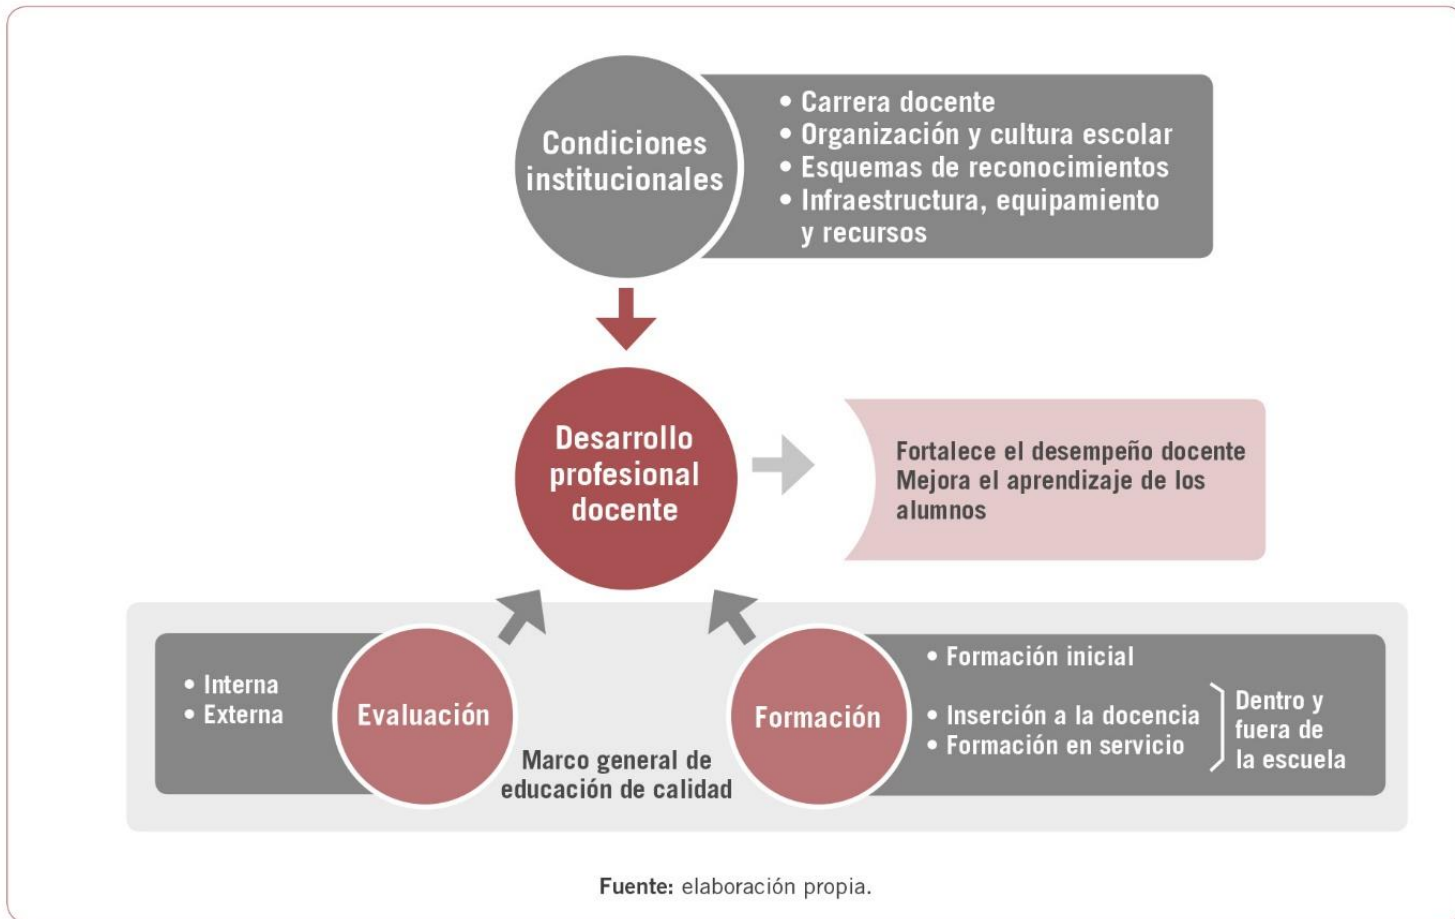 Condiciones
institucionales
• Carrera docente
• Organización y cultura escolar
• Esquemas de reconocimientos
• Infraestructura, equipamiento
y recursos
Desarrollo
profesional
docente
Fortalece el desempeño docente
Mejora el aprendizaje de los
alumnos
• Interna
• Externa
Evaluación
Marco general de
educación de calidad
Formación
• Formación inicial
• Inserción a la docencia
• Formación en servicio
Dentro y
fuera de
la escuela
Fuente: elaboración propia.